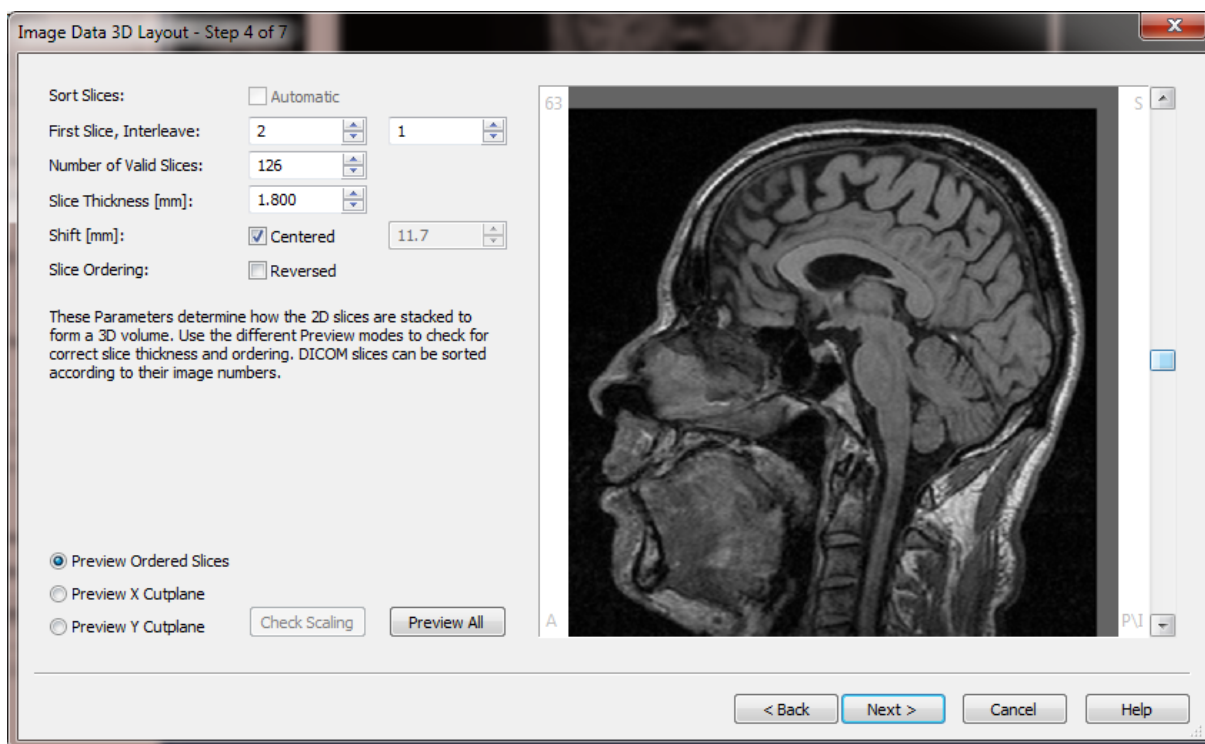 Image Data 3D Layout - Step 4 of 7
Sort Slices: Automatic
First Slice, Interleave: 2 1
Number of Valid Slices: 126
Slice Thickness [mm]: 1.800
Shift [mm]: Centered 11.7
Slice Ordering: Reversed
These Parameters determine how the 2D slices are stacked to
form a 3D volume. Use the different Preview modes to check for
correct slice thickness and ordering. DICOM slices can be sorted
according to their image numbers.
Preview Ordered Slices
Preview X Cutplane
Preview Y Cutplane Check Scaling Preview All
63 S
A P\I
< Back Next > Cancel Help